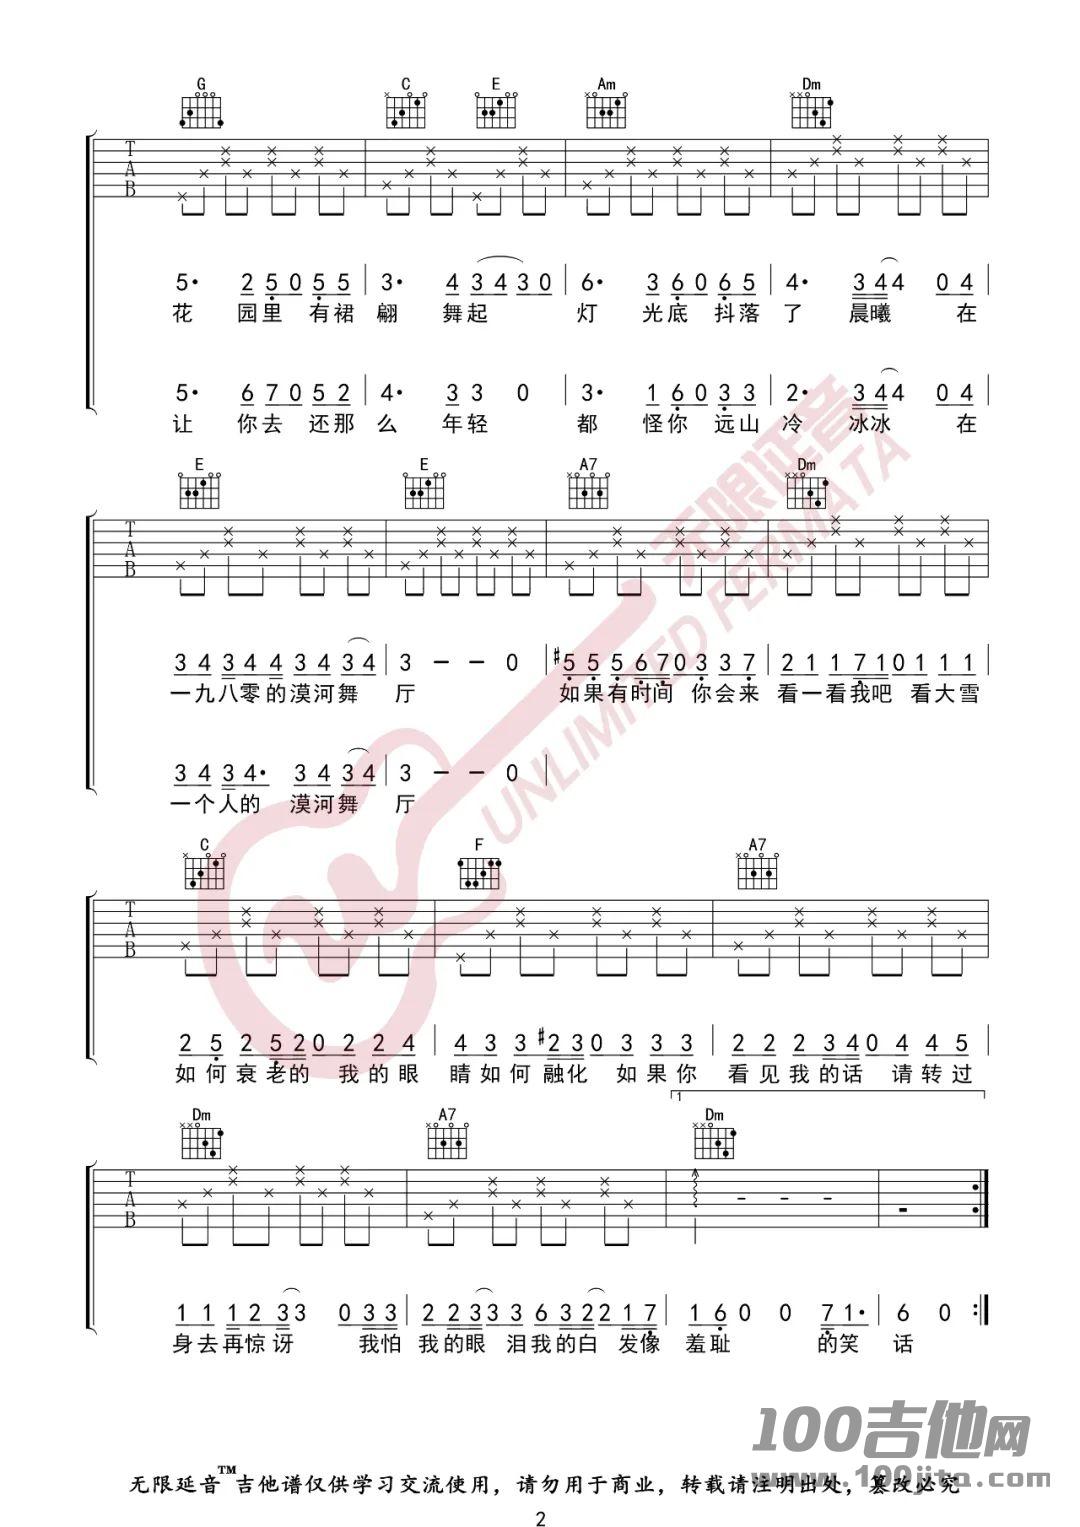 G C E Am Dm
T
A
B
5· 2 5 0 5 5 3· 4 3 4 3 0 6· 3 6 0 6 5 4· 3 4 4 0 4
花 园里 有裙 翩 舞起 灯 光底 抖落 了 晨曦 在
5· 6 7 0 5 2 4· 3 3 0 3· 1 6 0 3 3 2· 3 4 4 0 4
让 你去 还那 么 年轻 都 怪你 远山 冷 冰冰 在
E E A7 Dm
T
A
B
3 4 3 4 4 3 4 3 4 3 – – 0 #5 5 5 6 7 0 3 3 7 2 1 1 7 1 0 1 1 1
一九八零的漠河舞 厅 如果有时间 你会来 看一看我吧 看大雪
3 4 3 4· 3 4 3 4 3 – – 0
一个人的 漠河舞 厅
C F A7
T
A
B
2 5 2 5 2 0 2 2 4 4 3 3 #2 3 0 3 3 3 2 2 2 3 4 0 4 4 5
如何衰老的 我的眼 睛如何融化 如果你 看见我的话 请转过
1
Dm A7 Dm
T
A
B
1 1 1 2 3 3 0 3 3 2 2 3 3 3 6 3 2 2 1 7 1 6 0 0 7 1· 6 0
身去再惊讶 我怕 我的眼 泪我的白 发像 羞耻 的笑 话
无限延音
UNLIMITED FERMATA
100吉他网
www.100jita.com
无限延音™吉他谱仅供学习交流使用，请勿用于商业，转载请注明出处，篡改必究
2